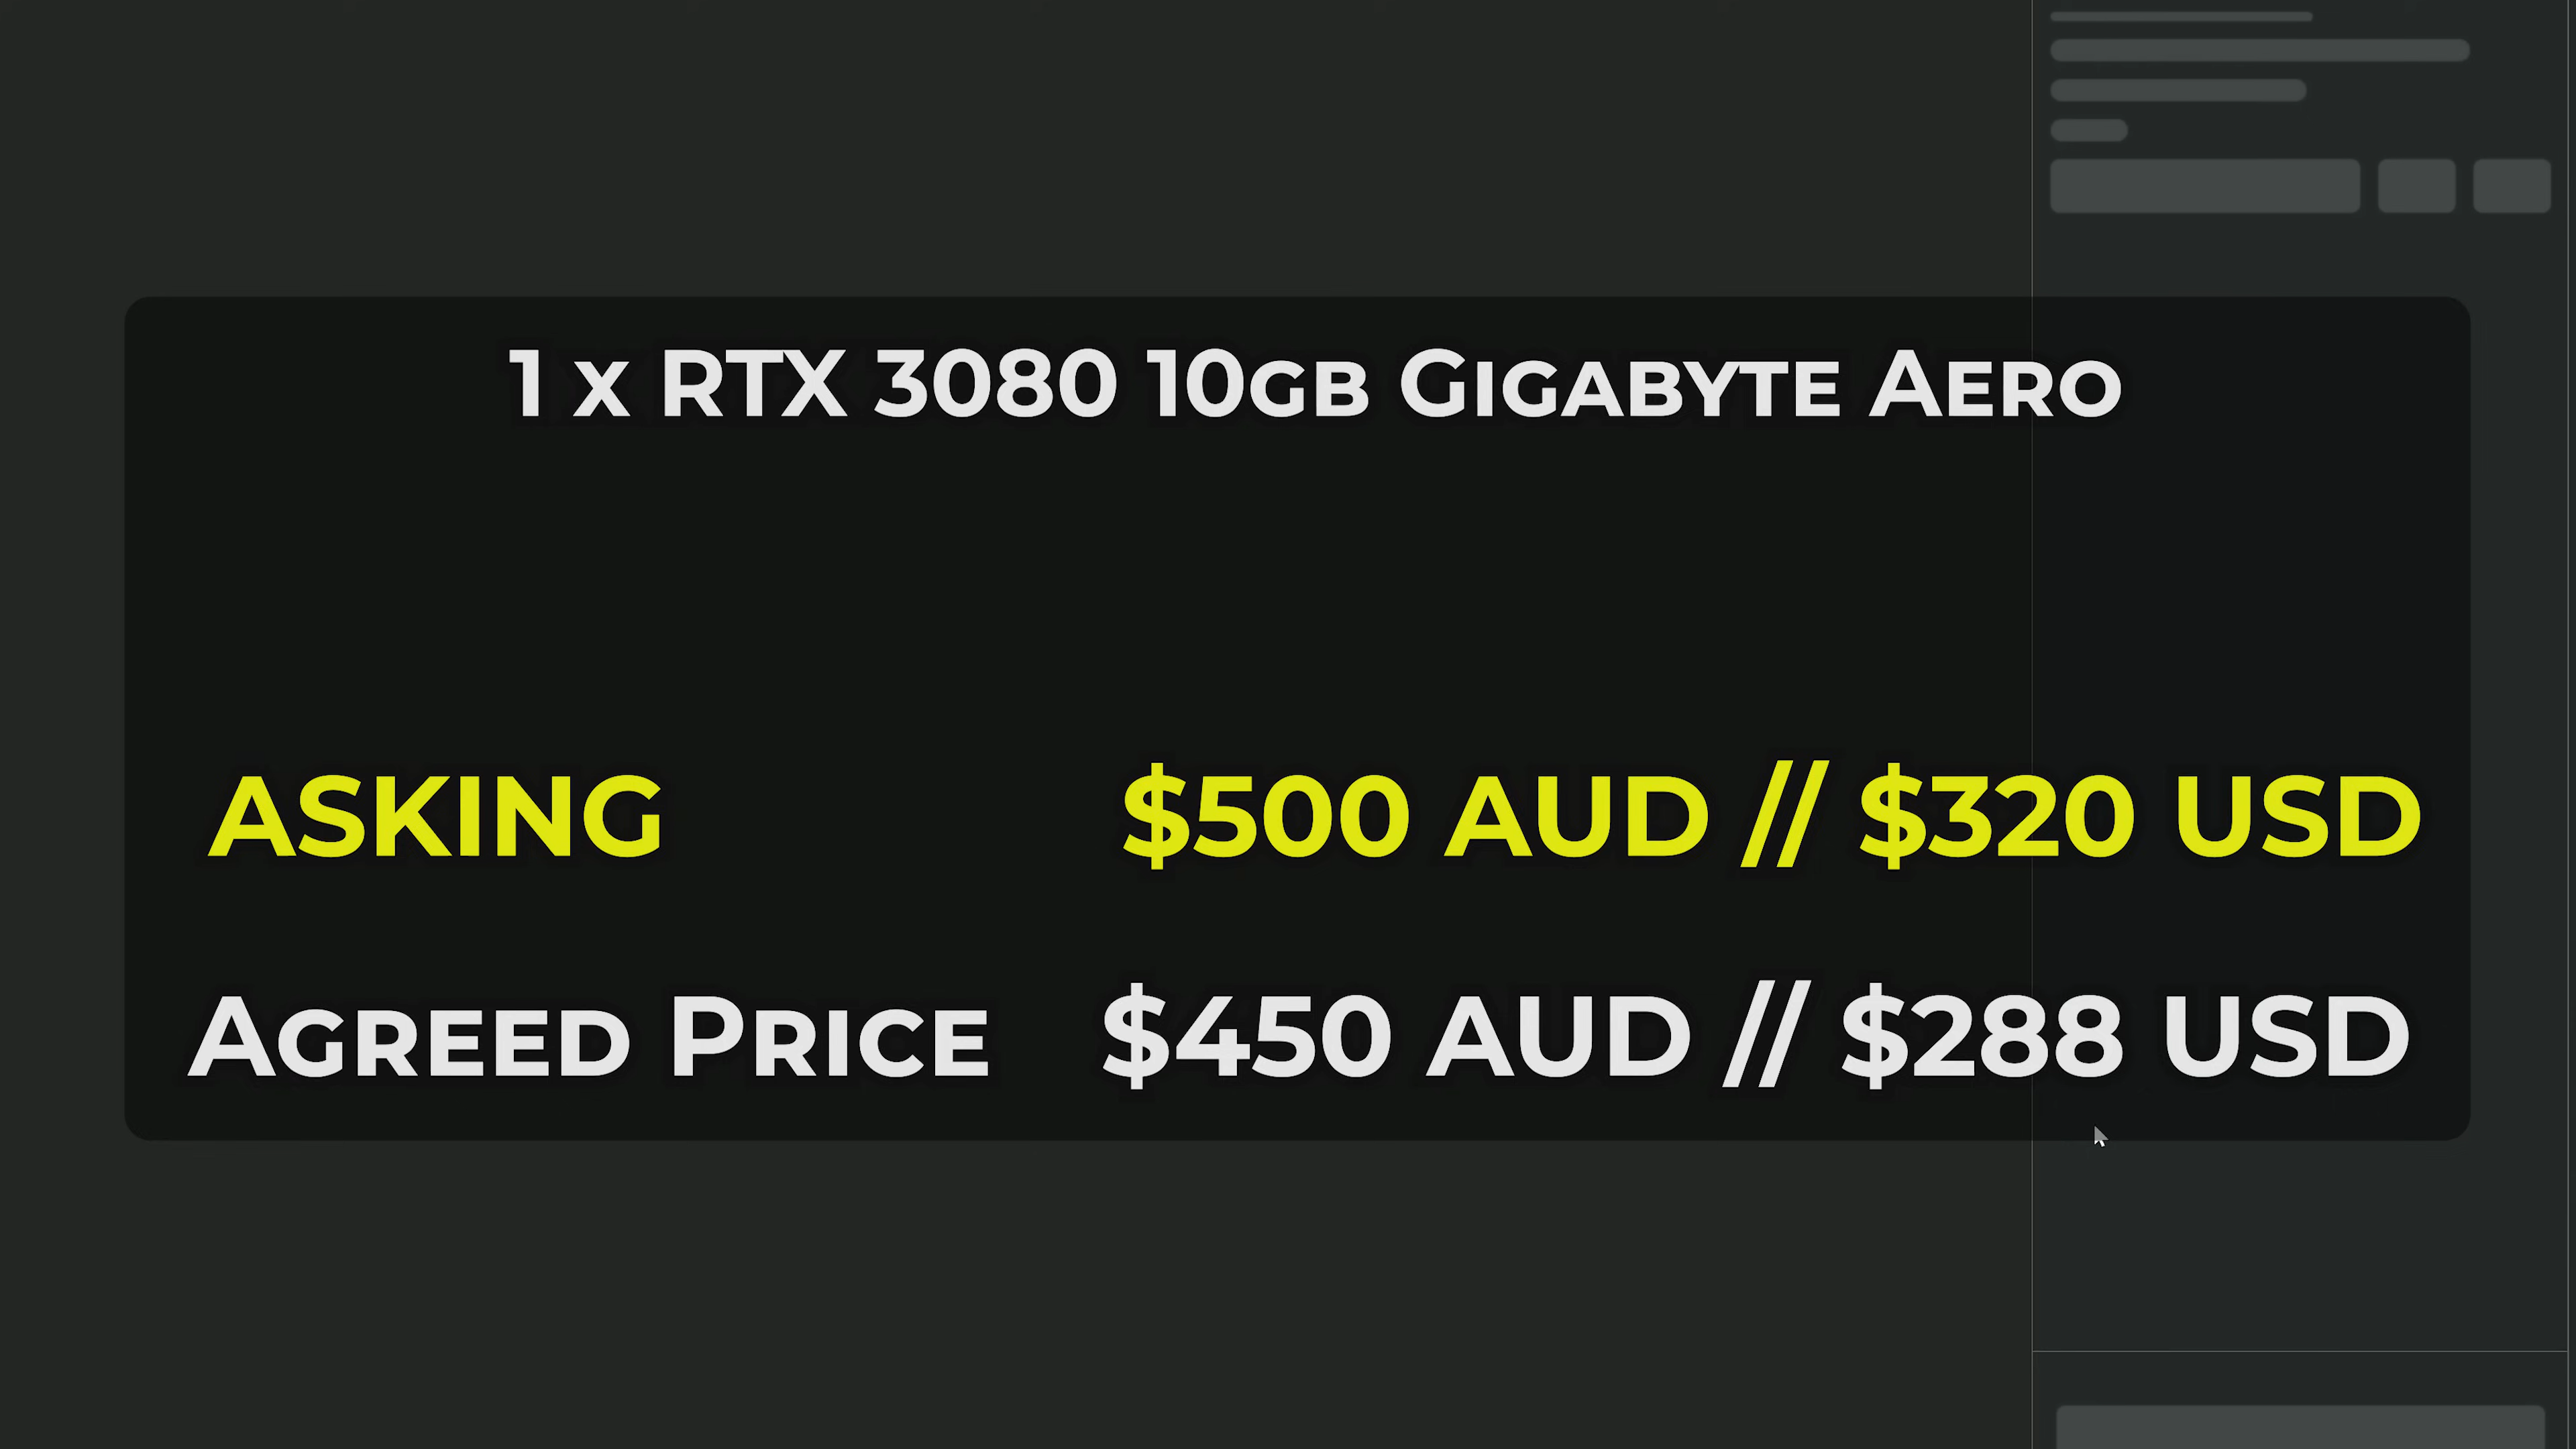 1 x RTX 3080 10GB GIGABYTE AERO
ASKING $500 AUD // $320 USD
AGREED PRICE $450 AUD // $288 USD